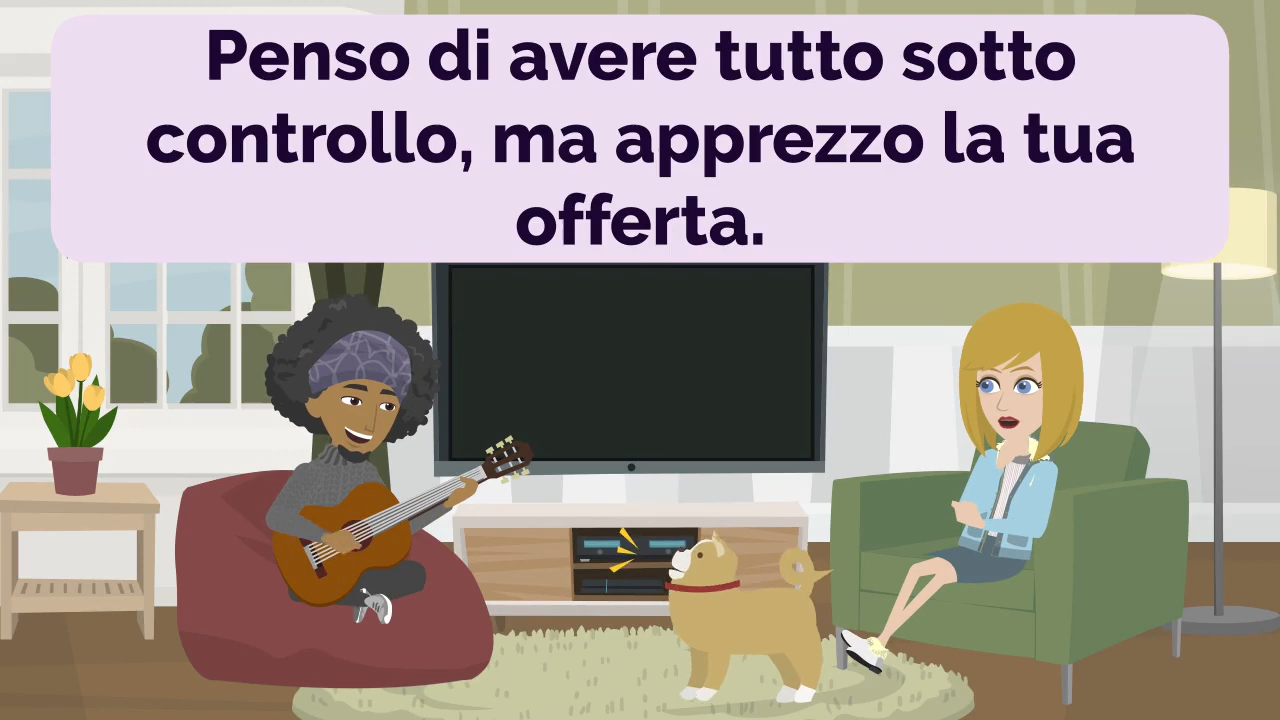 Penso di avere tutto sotto
controllo, ma apprezzo la tua
offerta.